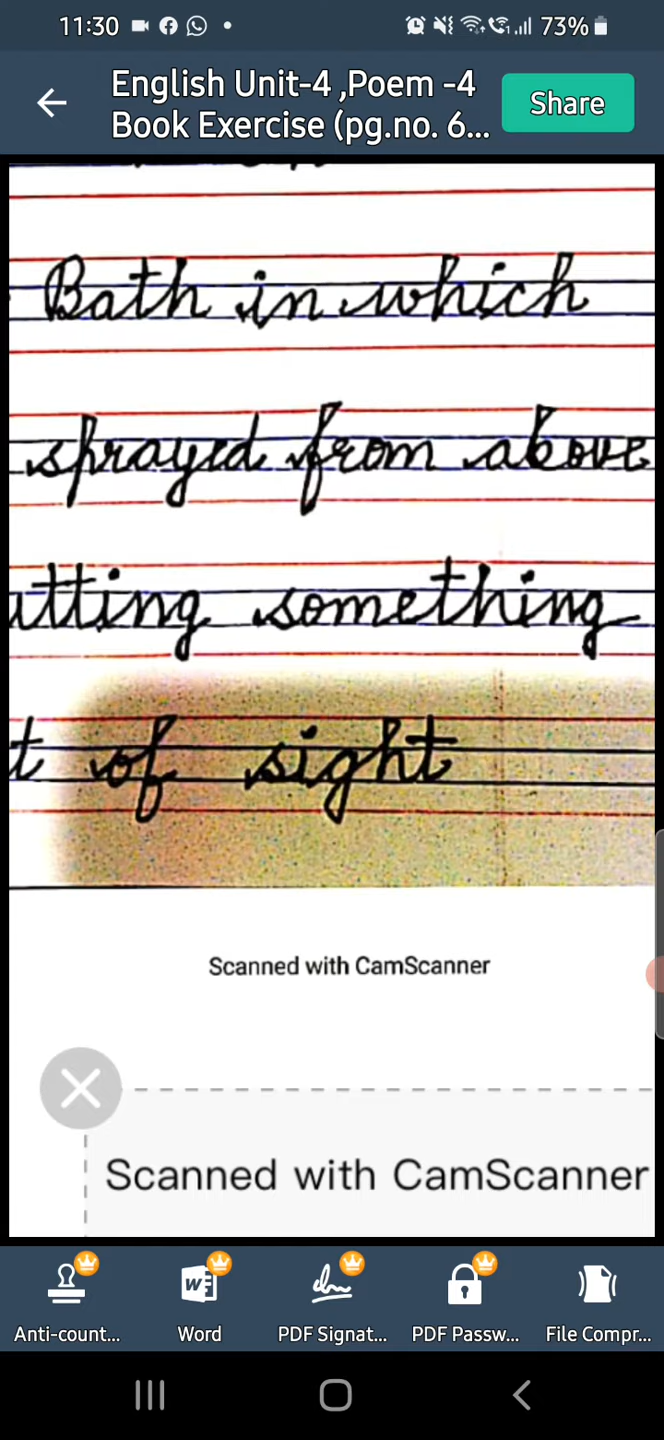 11:30 73%
English Unit-4 ,Poem -4
Book Exercise (pg.no. 6...
Share
Bath in which
sprayed from above
utting something
t of sight
Scanned with CamScanner
Scanned with CamScanner
Anti-count... Word PDF Signat... PDF Passw... File Compr...